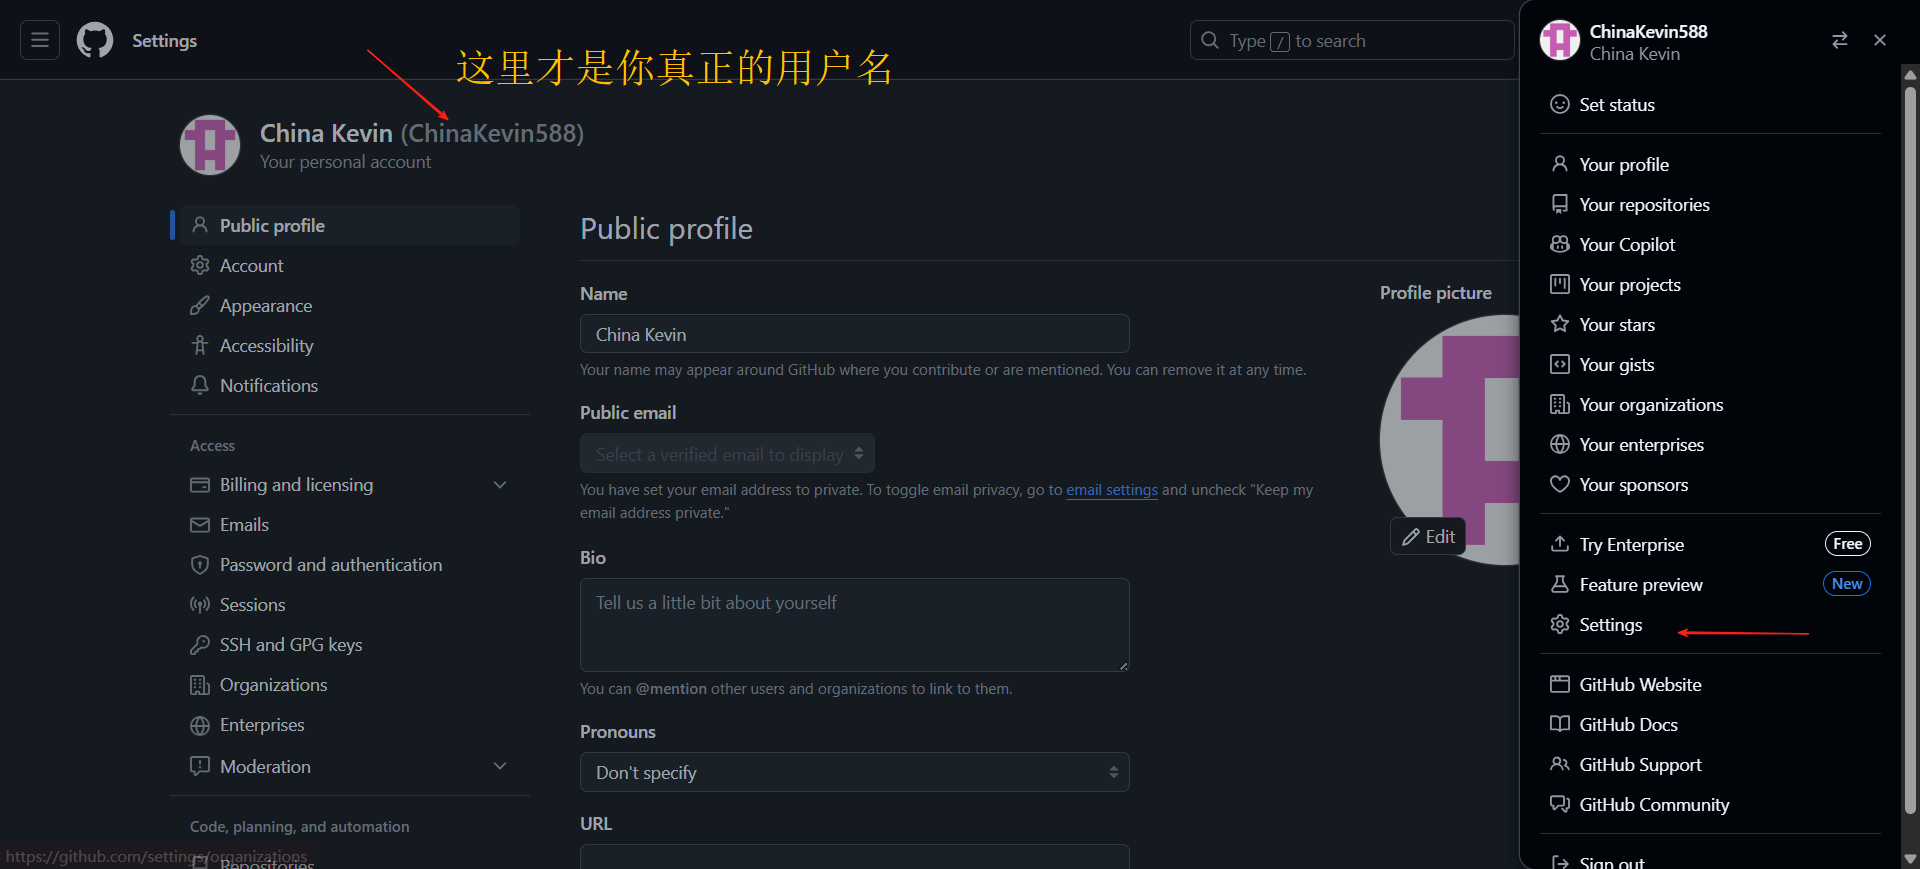 Settings
这里才是你真正的用户名
Type / to search
China Kevin (ChinaKevin588)
Your personal account
Public profile
Account
Appearance
Accessibility
Notifications
Access
Billing and licensing
Emails
Password and authentication
Sessions
SSH and GPG keys
Organizations
Enterprises
Moderation
Code, planning, and automation
Repositories
https://github.com/settings/organizations
Public profile
Name
China Kevin
Your name may appear around GitHub where you contribute or are mentioned. You can remove it at any time.
Public email
Select a verified email to display
You have set your email address to private. To toggle email privacy, go to email settings and uncheck "Keep my
email address private."
Bio
Tell us a little bit about yourself
You can @mention other users and organizations to link to them.
Pronouns
Don't specify
URL
Profile picture
Edit
ChinaKevin588
China Kevin
Set status
Your profile
Your repositories
Your Copilot
Your projects
Your stars
Your gists
Your organizations
Your enterprises
Your sponsors
Try Enterprise Free
Feature preview New
Settings
GitHub Website
GitHub Docs
GitHub Support
GitHub Community
Sign out